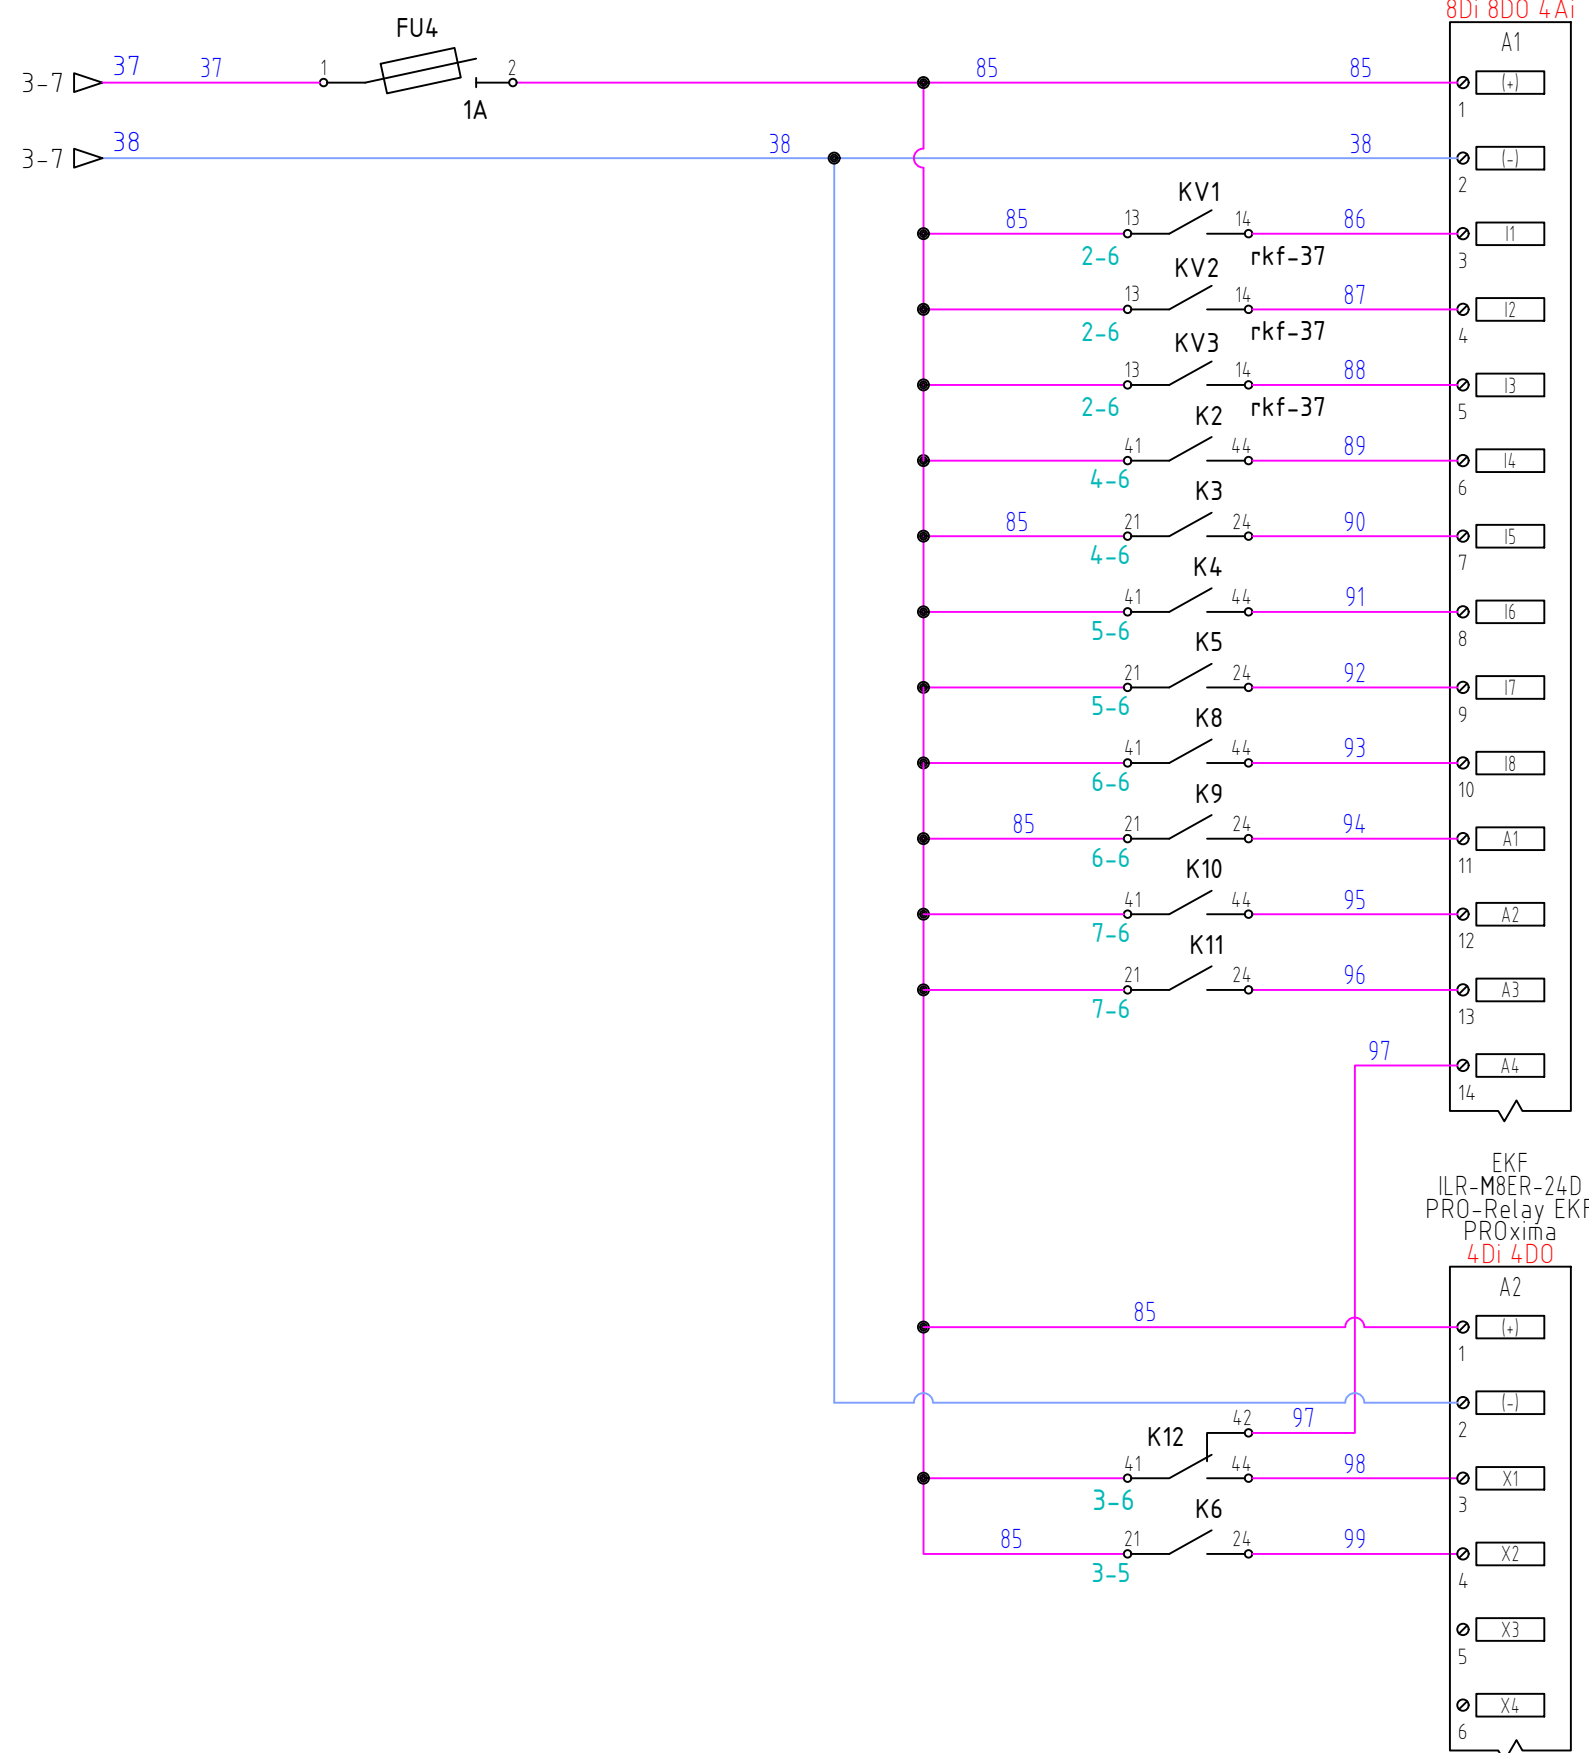 8Di 8DO 4Ai
A1
FU4
3-7 37 37 1 2 85 85 (+)
1A 1
3-7 38 38 38 (-)
2
KV1
85 13 14 86 I1
2-6 rkf-37 3
KV2
13 14 87 I2
2-6 rkf-37 4
KV3
13 14 88 I3
2-6 rkf-37 5
K2
41 44 89 I4
4-6 6
K3
85 21 24 90 I5
4-6 7
K4
41 44 91 I6
5-6 8
K5
21 24 92 I7
5-6 9
K8
41 44 93 I8
6-6 10
K9
85 21 24 94 A1
6-6 11
K10
41 44 95 A2
7-6 12
K11
21 24 96 A3
7-6 13
97 A4
14
EKF
ILR-M8ER-24D
PRO-Relay EKF
PROxima
4Di 4DO
A2
85 (+)
1
(-)
2
42 97
K12
41 44 98 X1
3-6 3
K6
85 21 24 99 X2
3-5 4
X3
5
X4
6